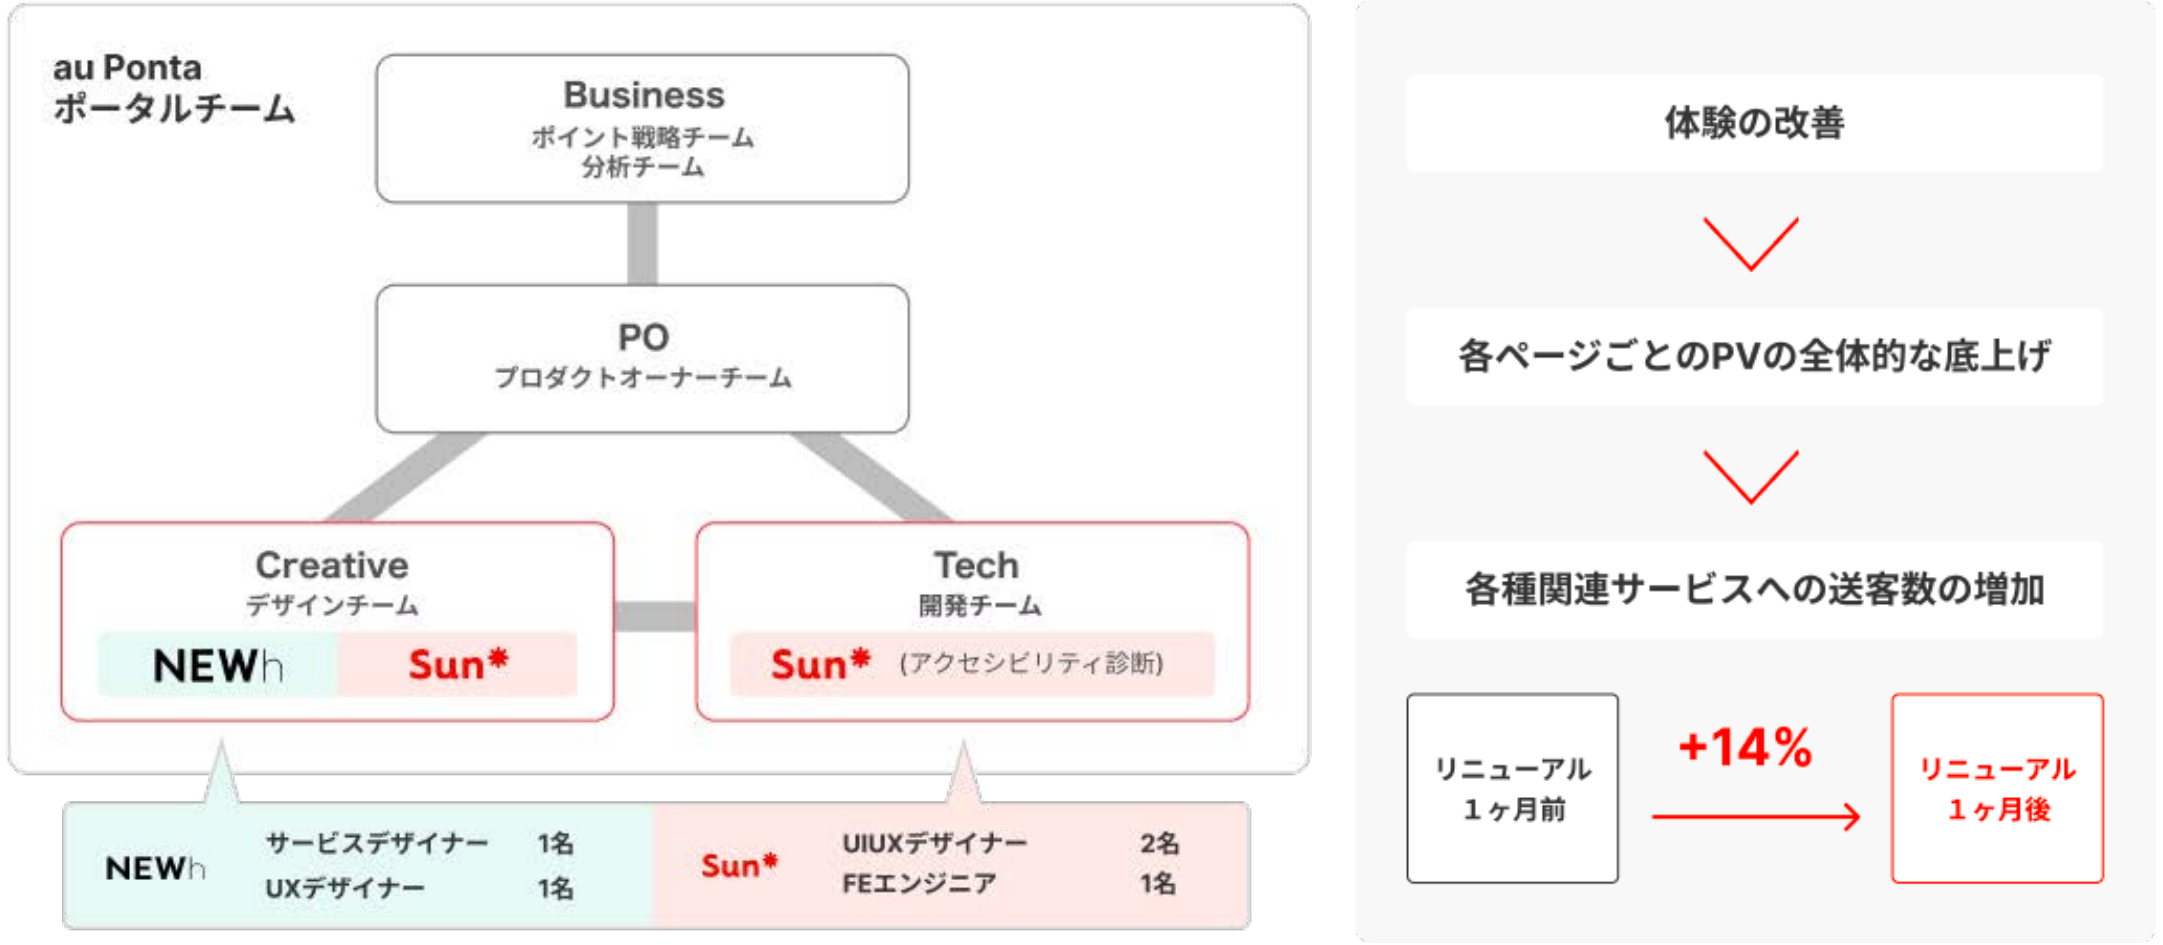 au Ponta
ポータルチーム
Business
ポイント戦略チーム
分析チーム
PO
プロダクトオーナーチーム
Creative
デザインチーム
NEWh Sun*
Tech
開発チーム
Sun* (アクセシビリティ診断)
NEWh
サービスデザイナー 1名
UXデザイナー 1名
Sun*
UIUXデザイナー 2名
FEエンジニア 1名
体験の改善
各ページごとのPVの全体的な底上げ
各種関連サービスへの送客数の増加
リニューアル
1ヶ月前
+14%
リニューアル
1ヶ月後